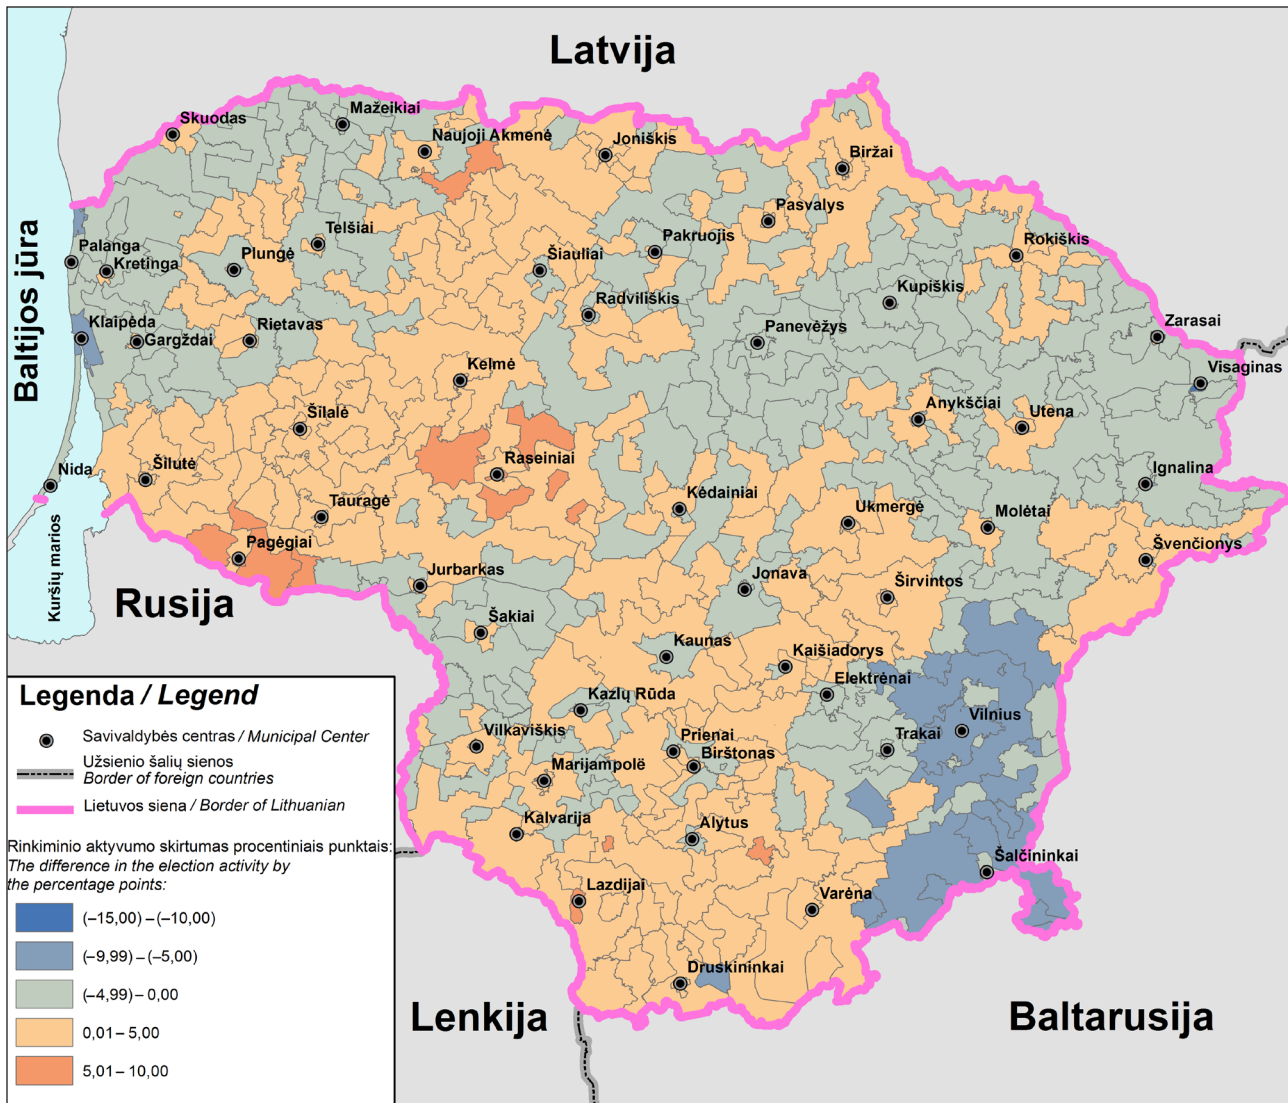 Latvija
Skuodas
Mažeikiai
Naujoji Akmenė
Joniškis
Biržai
Pasvalys
Rokiškis
Palanga
Kretinga
Plungė
Telšiai
Šiauliai
Pakruojis
Kupiškis
Radviliškis
Klaipėda
Gargždai
Rietavas
Panevėžys
Zarasai
Visaginas
Baltijos jūra
Kelmė
Šilalė
Anykščiai
Utena
Nida
Šilutė
Raseiniai
Ignalina
Kėdainiai
Tauragė
Ukmergė
Molėtai
Kuršių marios
Pagėgiai
Švenčionys
Jurbarkas
Jonava
Širvintos
Rusija
Šakiai
Kaunas
Kaišiadorys
Elektrėnai
Kazlų Rūda
Vilnius
Vilkaviškis
Prienai
Birštonas
Trakai
Marijampolë
Kalvarija
Alytus
Šalčininkai
Lazdijai
Varėna
Druskininkai
Lenkija
Baltarusija
Legenda / Legend
Savivaldybės centras / Municipal Center
Užsienio šalių sienos
Border of foreign countries
Lietuvos siena / Border of Lithuanian
Rinkiminio aktyvumo skirtumas procentiniais punktais:
The difference in the election activity by
the percentage points:
(–15,00) – (–10,00)
(–9,99) – (–5,00)
(–4,99) – 0,00
0,01 – 5,00
5,01 – 10,00